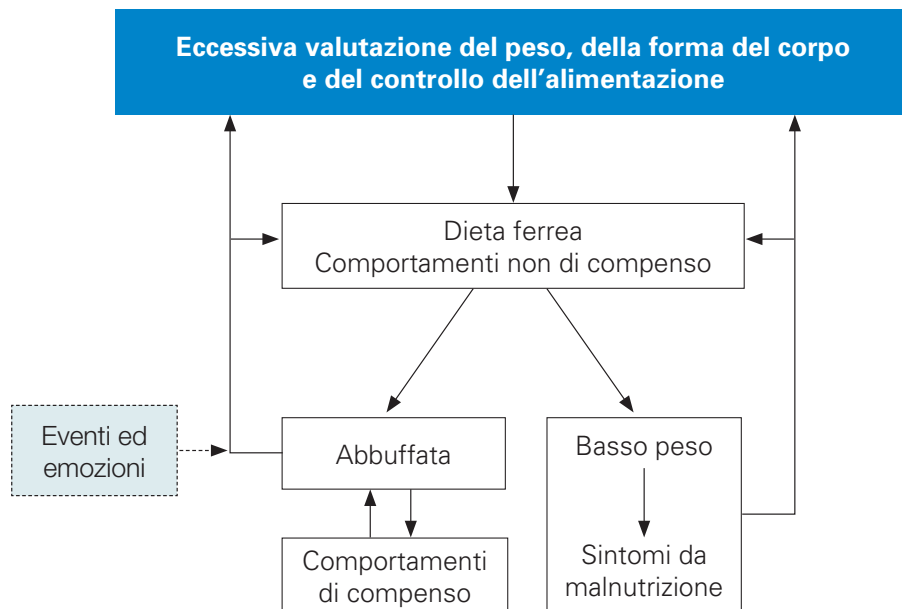 Eccessiva valutazione del peso, della forma del corpo
e del controllo dell'alimentazione
Dieta ferrea
Comportamenti non di compenso
Eventi ed
emozioni
Abbuffata
Basso peso
Comportamenti
di compenso
Sintomi da
malnutrizione